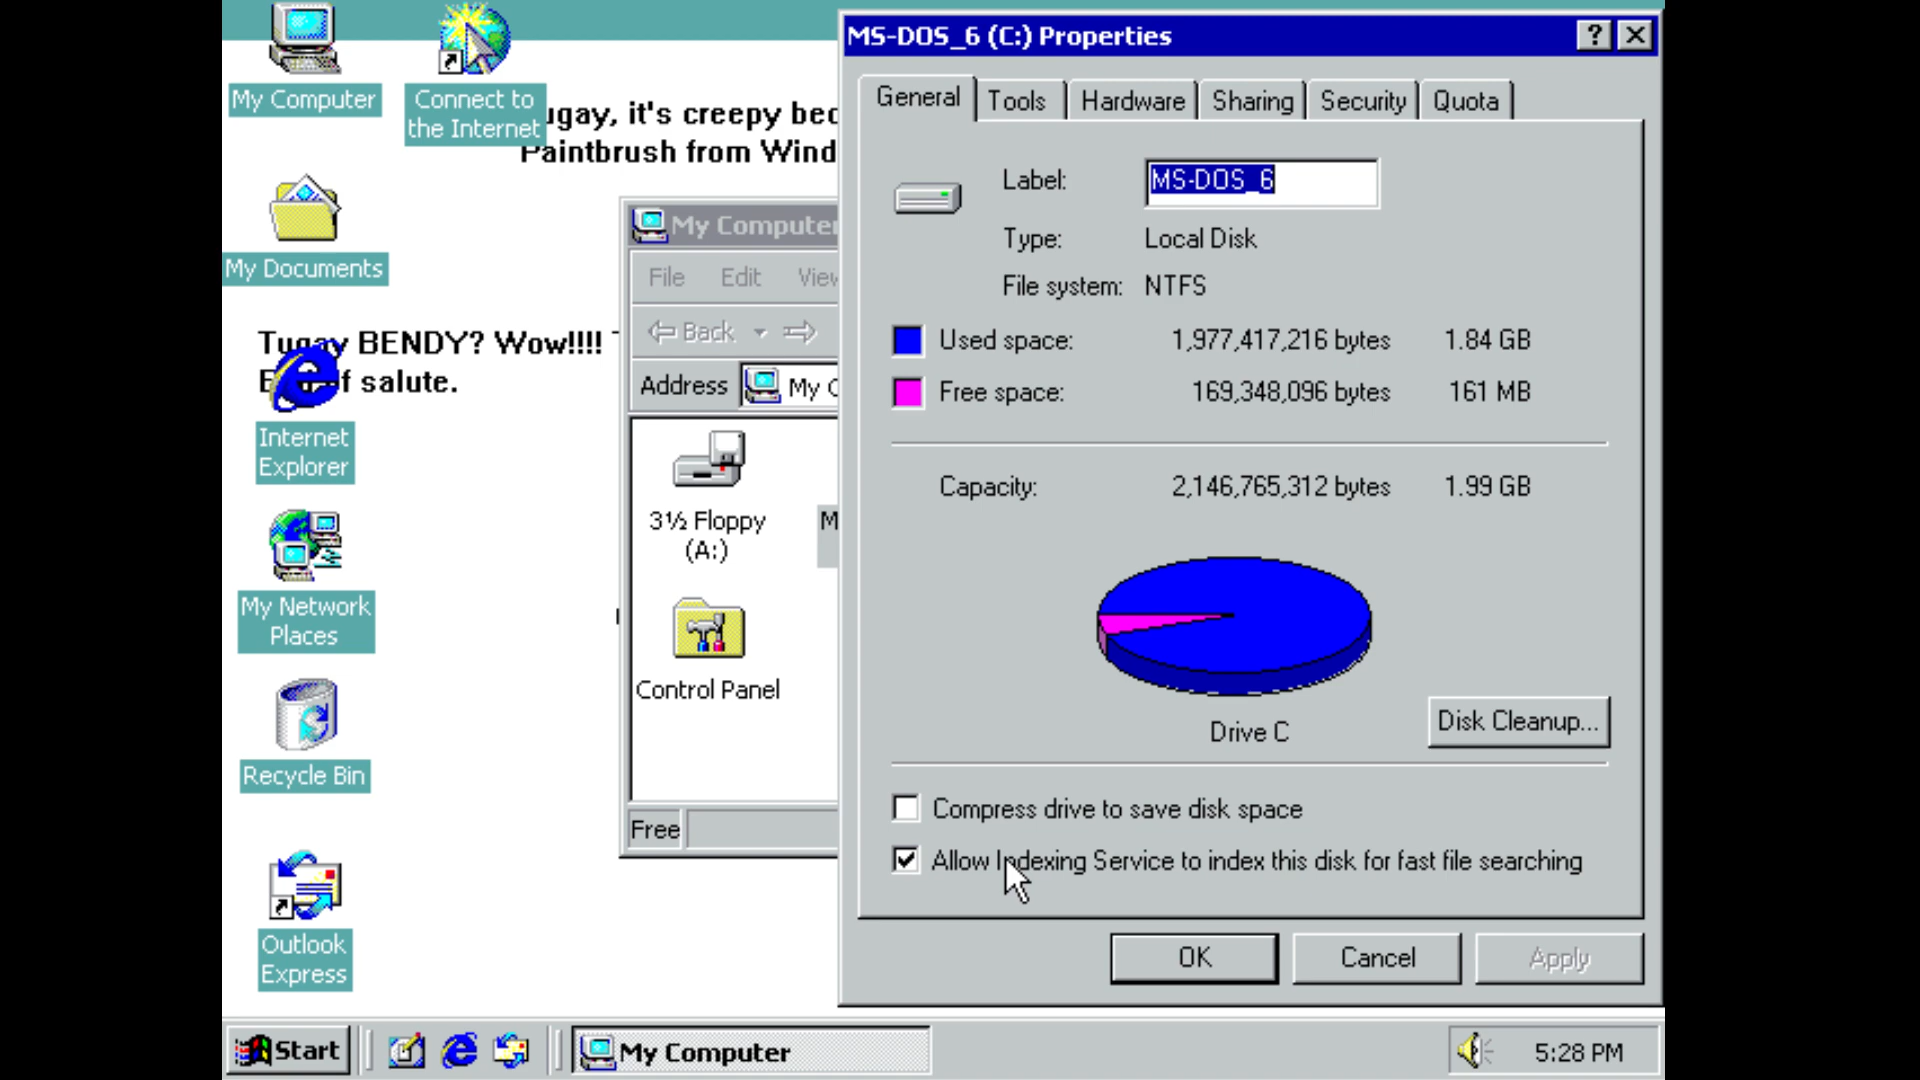 My Computer
Connect to
the Internet
ugay, it's creepy bec
Paintbrush from Wind
My Documents
Tugay BENDY? Wow!!!!
f salute.
Internet
Explorer
My Network
Places
Recycle Bin
Outlook
Express
My Computer
File Edit View
Back
Address My C
3½ Floppy
(A:)
M
Control Panel
Free
MS-DOS_6 (C:) Properties
General Tools Hardware Sharing Security Quota
Label: MS-DOS_6
Type: Local Disk
File system: NTFS
Used space: 1,977,417,216 bytes 1.84 GB
Free space: 169,348,096 bytes 161 MB
Capacity: 2,146,765,312 bytes 1.99 GB
Drive C
Disk Cleanup...
Compress drive to save disk space
Allow Indexing Service to index this disk for fast file searching
OK Cancel Apply
Start My Computer 5:28 PM